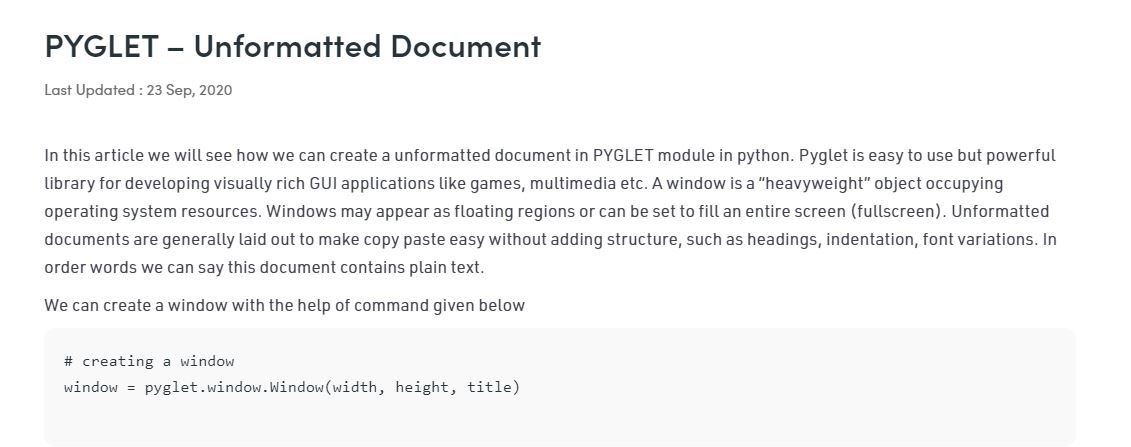 PYGLET – Unformatted Document
Last Updated : 23 Sep, 2020
In this article we will see how we can create a unformatted document in PYGLET module in python. Pyglet is easy to use but powerful
library for developing visually rich GUI applications like games, multimedia etc. A window is a “heavyweight” object occupying
operating system resources. Windows may appear as floating regions or can be set to fill an entire screen (fullscreen). Unformatted
documents are generally laid out to make copy paste easy without adding structure, such as headings, indentation, font variations. In
order words we can say this document contains plain text.
We can create a window with the help of command given below
# creating a window
window = pyglet.window.Window(width, height, title)